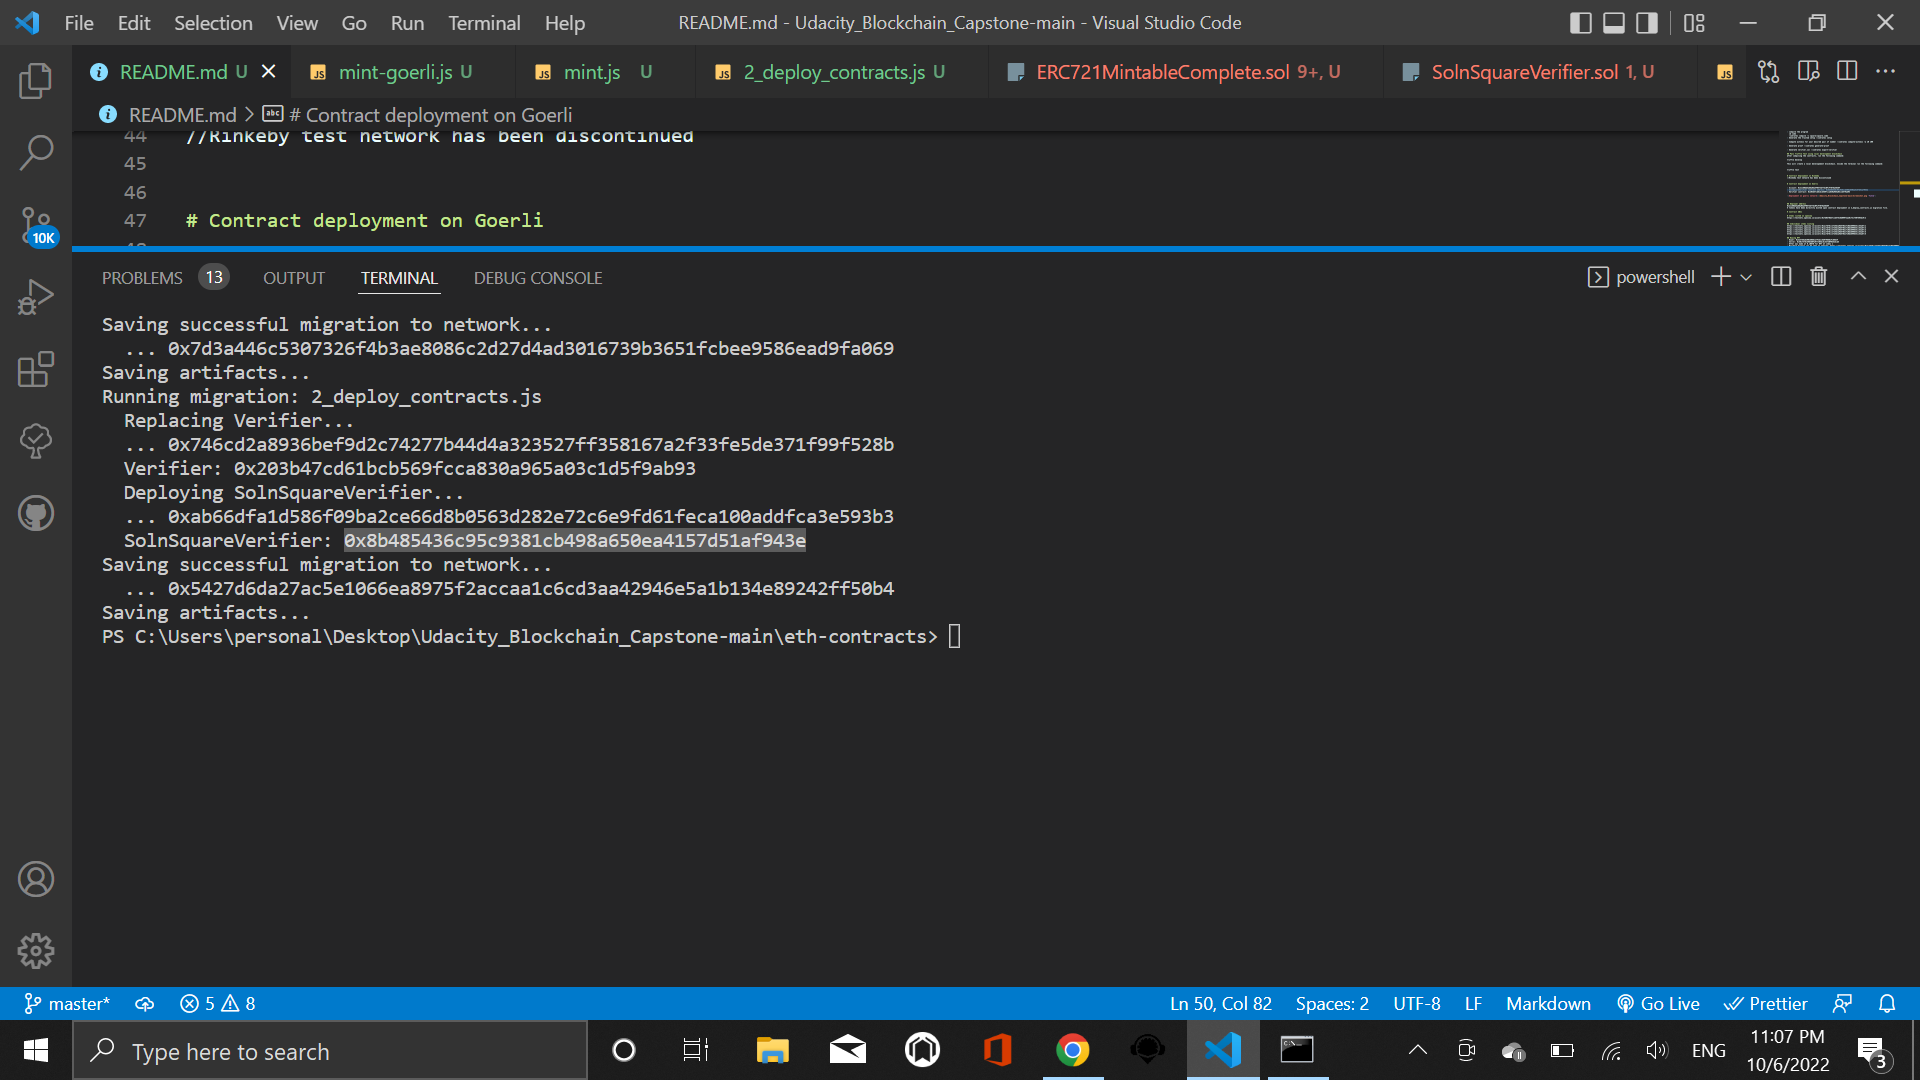 File Edit Selection View Go Run Terminal Help README.md - Udacity_Blockchain_Capstone-main - Visual Studio Code
README.md U mint-goerli.js U mint.js U 2_deploy_contracts.js U ERC721MintableComplete.sol 9+, U SolnSquareVerifier.sol 1, U
README.md > # Contract deployment on Goerli
44 //Rinkeby test network has been discontinued
45
46
47 # Contract deployment on Goerli
10K
PROBLEMS 13 OUTPUT TERMINAL DEBUG CONSOLE powershell
Saving successful migration to network...
... 0x7d3a446c5307326f4b3ae8086c2d27d4ad3016739b3651fcbee9586ead9fa069
Saving artifacts...
Running migration: 2_deploy_contracts.js
Replacing Verifier...
... 0x746cd2a8936bef9d2c74277b44d4a323527ff358167a2f33fe5de371f99f528b
Verifier: 0x203b47cd61bcb569fcca830a965a03c1d5f9ab93
Deploying SolnSquareVerifier...
... 0xab66dfa1d586f09ba2ce66d8b0563d282e72c6e9fd61feca100addfca3e593b3
SolnSquareVerifier: 0x8b485436c95c9381cb498a650ea4157d51af943e
Saving successful migration to network...
... 0x5427d6da27ac5e1066ea8975f2accaa1c6cd3aa42946e5a1b134e89242ff50b4
Saving artifacts...
PS C:\Users\personal\Desktop\Udacity_Blockchain_Capstone-main\eth-contracts>
master* 5 8 Ln 50, Col 82 Spaces: 2 UTF-8 LF Markdown Go Live Prettier
Type here to search ENG 11:07 PM
10/6/2022 3